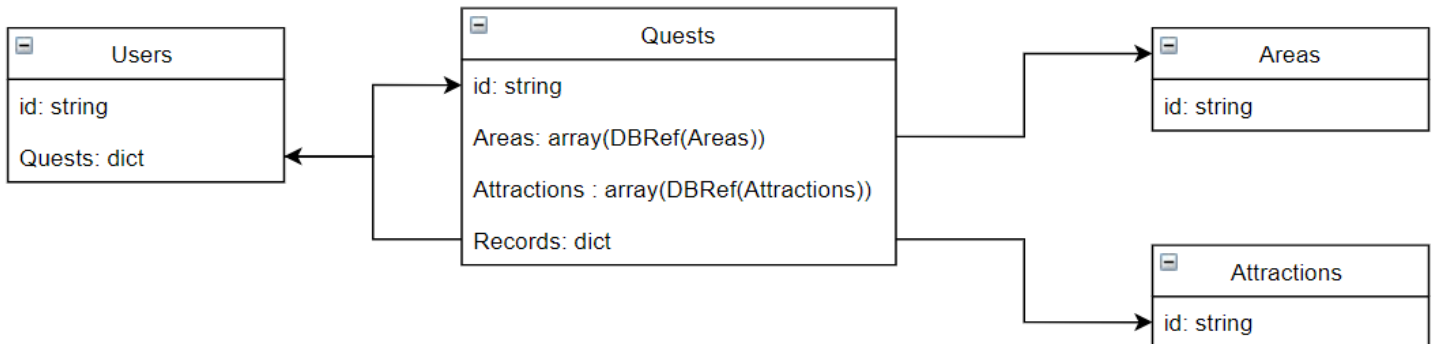 Users
id: string
Quests: dict
Quests
id: string
Areas: array(DBRef(Areas))
Attractions : array(DBRef(Attractions))
Records: dict
Areas
id: string
Attractions
id: string